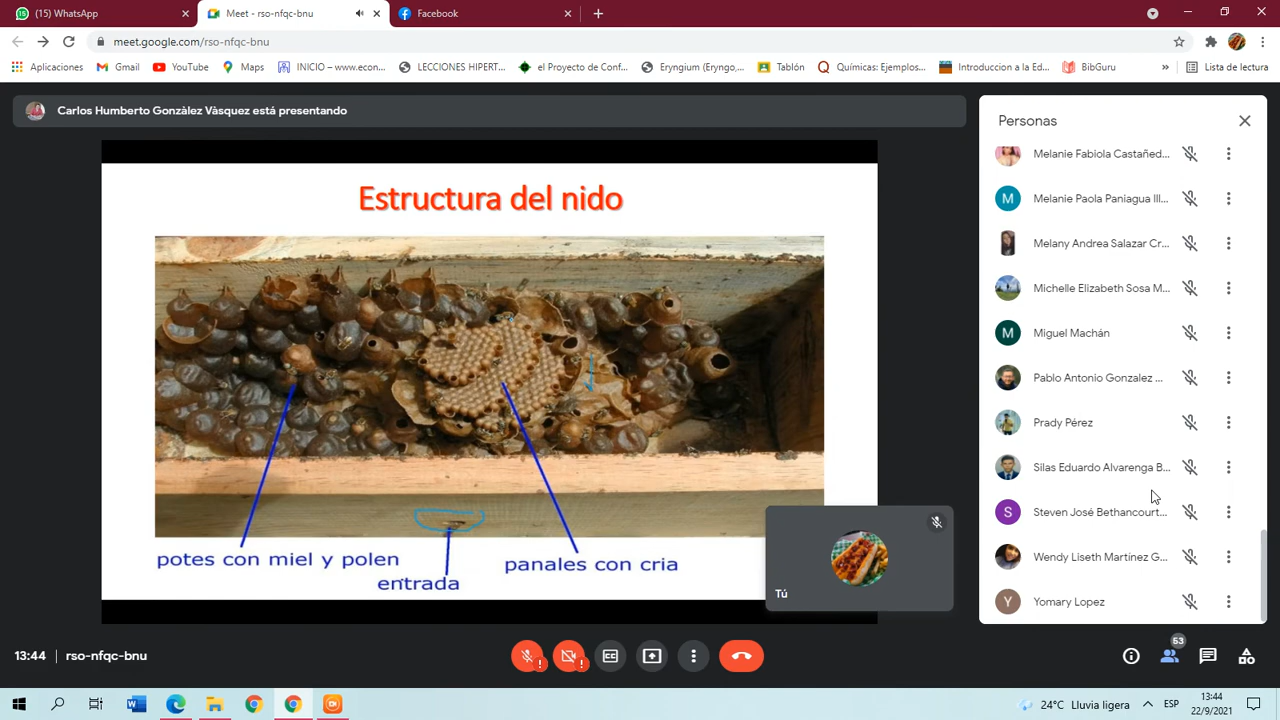 (15) WhatsApp
Meet - rso-nfqc-bnu
Facebook
meet.google.com/rso-nfqc-bnu
Aplicaciones
Gmail
YouTube
Maps
INICIO – www.econ...
LECCIONES HIPERT...
el Proyecto de Conf...
Eryngium (Eryngo,...
Tablón
Químicas: Ejemplos...
Introduccion a la Ed...
BibGuru
»
Lista de lectura
Carlos Humberto Gonzàlez Vàsquez está presentando
Personas
Melanie Fabiola Castañed...
M
Melanie Paola Paniagua Ill...
Melany Andrea Salazar Cr...
Michelle Elizabeth Sosa M...
M
Miguel Machán
Pablo Antonio Gonzalez ...
Prady Pérez
Silas Eduardo Alvarenga B...
S
Steven José Bethancourt...
Wendy Liseth Martínez G...
Y
Yomary Lopez
Estructura del nido
potes con miel y polen
entrada
panales con cria
Tú
13:44
rso-nfqc-bnu
53
24°C Lluvia ligera
ESP
13:44
22/9/2021